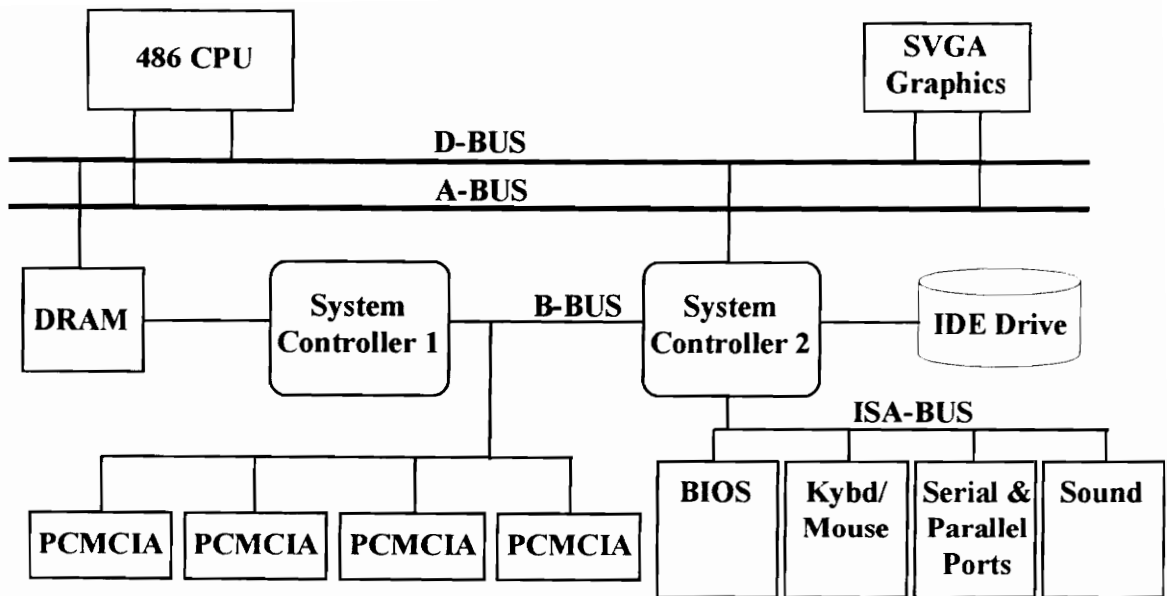 486 CPU
SVGA
Graphics
D-BUS
A-BUS
DRAM
System
Controller 1
B-BUS
System
Controller 2
IDE Drive
ISA-BUS
PCMCIA
PCMCIA
PCMCIA
PCMCIA
BIOS
Kybd/
Mouse
Serial &
Parallel
Ports
Sound